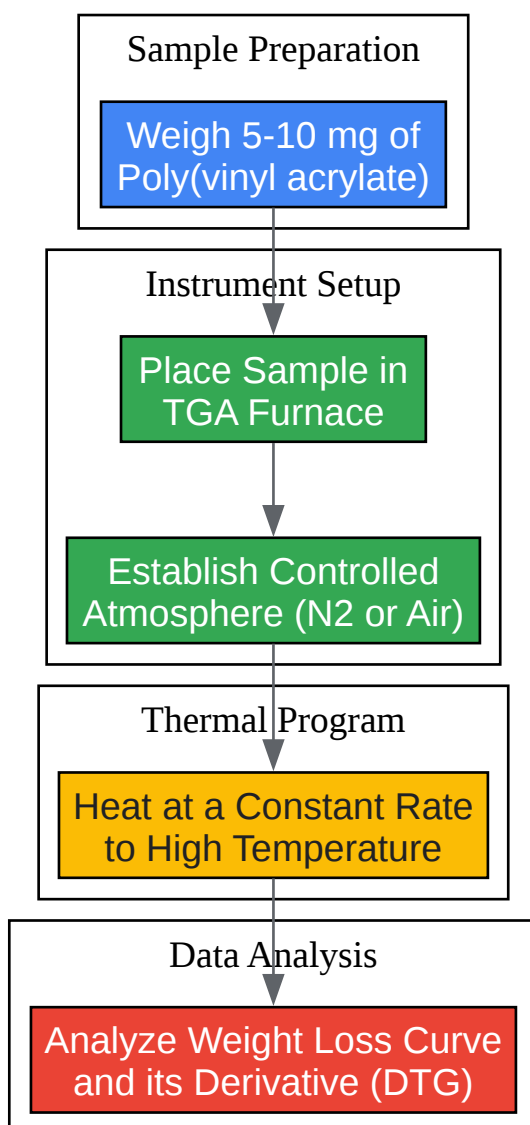 Sample Preparation
Weigh 5-10 mg of
Poly(vinyl acrylate)
Instrument Setup
Place Sample in
TGA Furnace
Establish Controlled
Atmosphere (N2 or Air)
Thermal Program
Heat at a Constant Rate
to High Temperature
Data Analysis
Analyze Weight Loss Curve
and its Derivative (DTG)